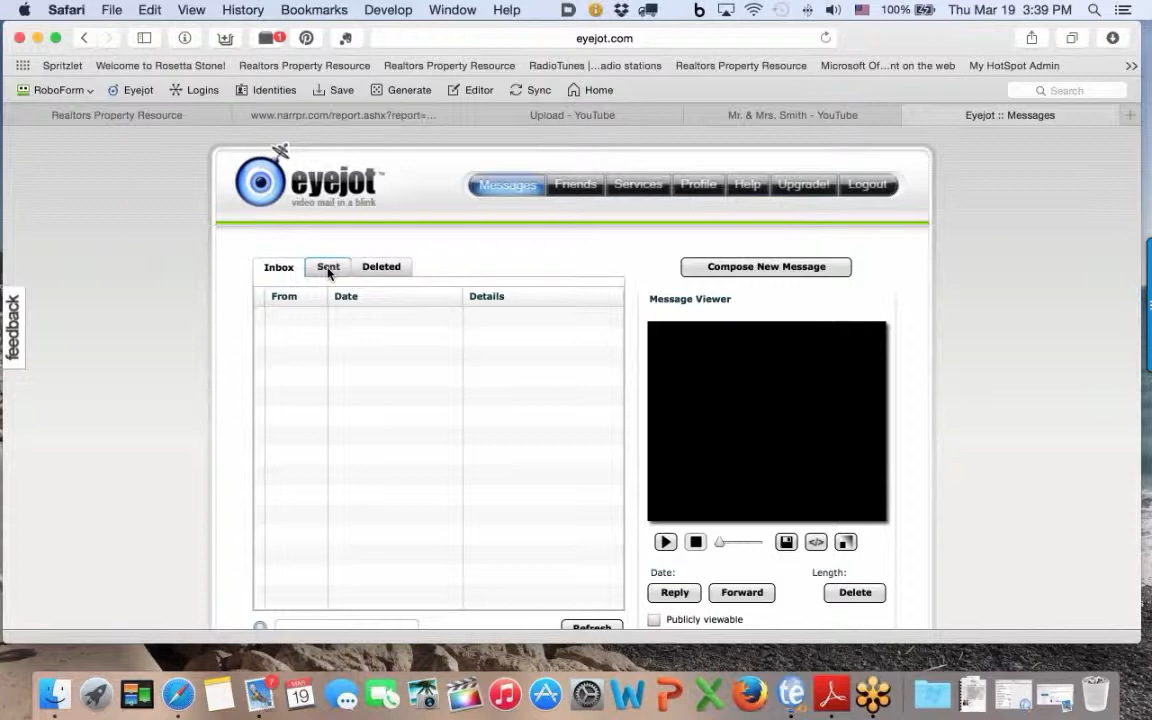 Safari File Edit View History Bookmarks Develop Window Help 100% Thu Mar 19 3:39 PM
1 eyejot.com
Spritzlet Welcome to Rosetta Stone! Realtors Property Resource Realtors Property Resource RadioTunes |...adio stations Realtors Property Resource Microsoft Of...nt on the web My HotSpot Admin >>
RoboForm Eyejot Logins Identities Save Generate Editor Sync Home Search
Realtors Property Resource www.narrpr.com/report.ashx?report=... Upload - YouTube Mr. & Mrs. Smith - YouTube Eyejot :: Messages
eyejot™
video mail in a blink
Messages Friends Services Profile Help Upgrade! Logout
Inbox Sent Deleted Compose New Message
From Date Details Message Viewer
feedback
Date: Length:
Reply Forward Delete
Publicly viewable
Refresh
7 19